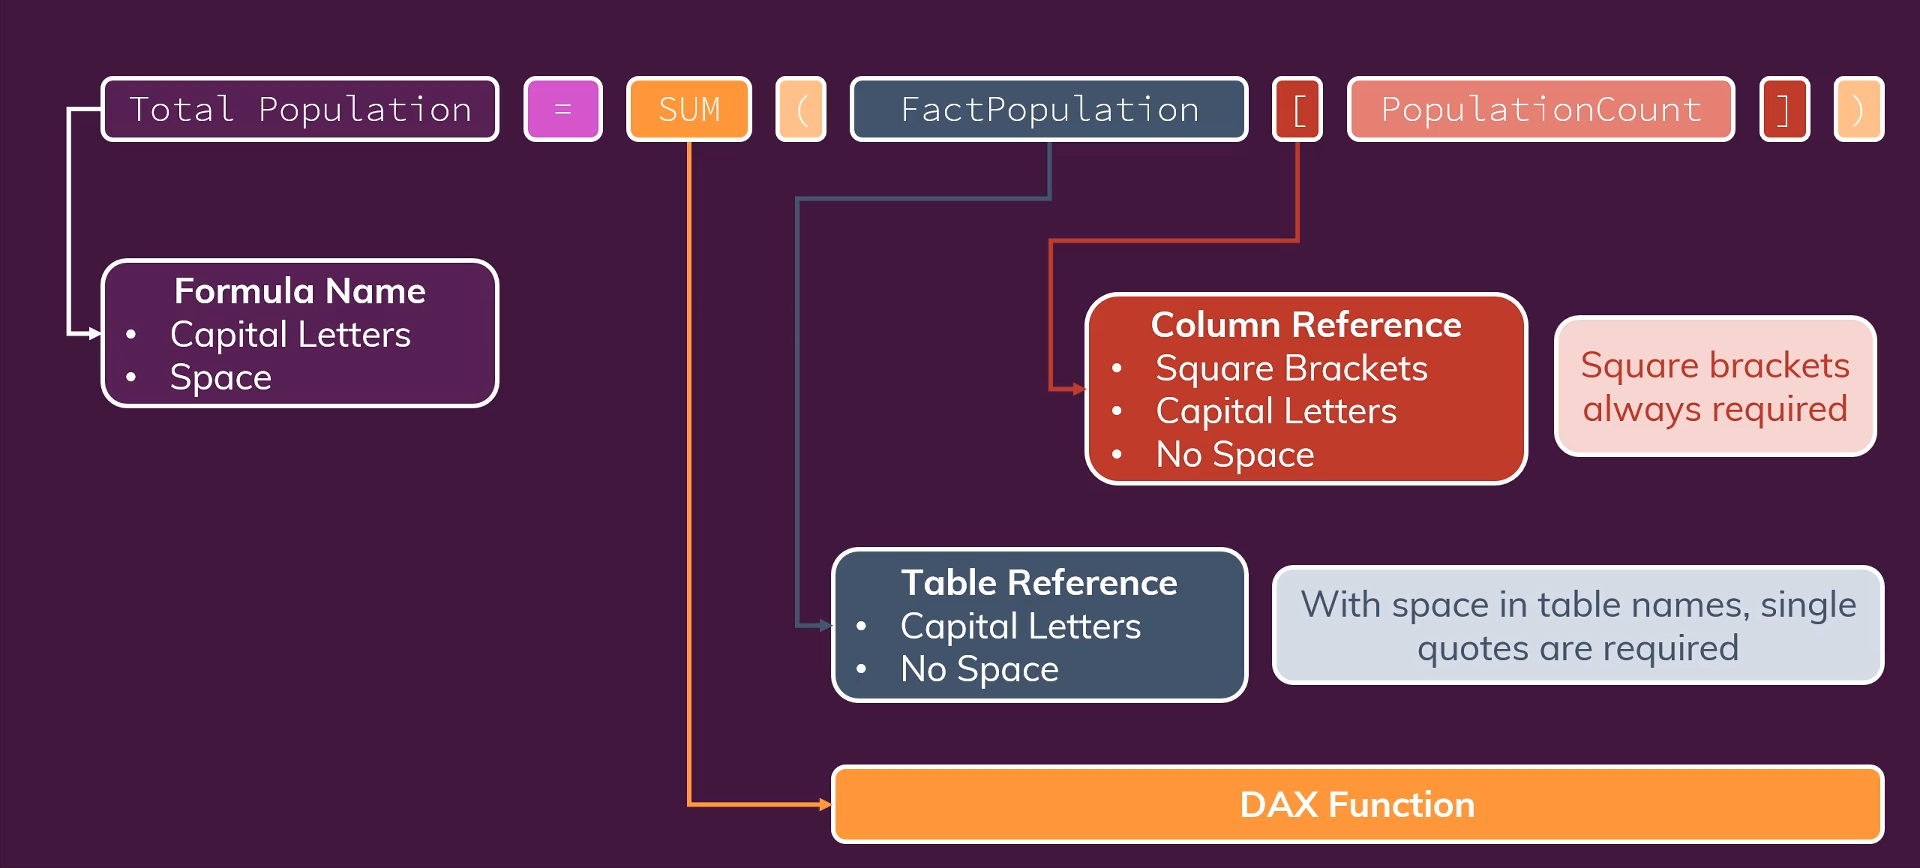 Total Population = SUM ( FactPopulation [ PopulationCount ] )
Formula Name
• Capital Letters
• Space
Column Reference
• Square Brackets
• Capital Letters
• No Space
Square brackets
always required
Table Reference
• Capital Letters
• No Space
With space in table names, single
quotes are required
DAX Function